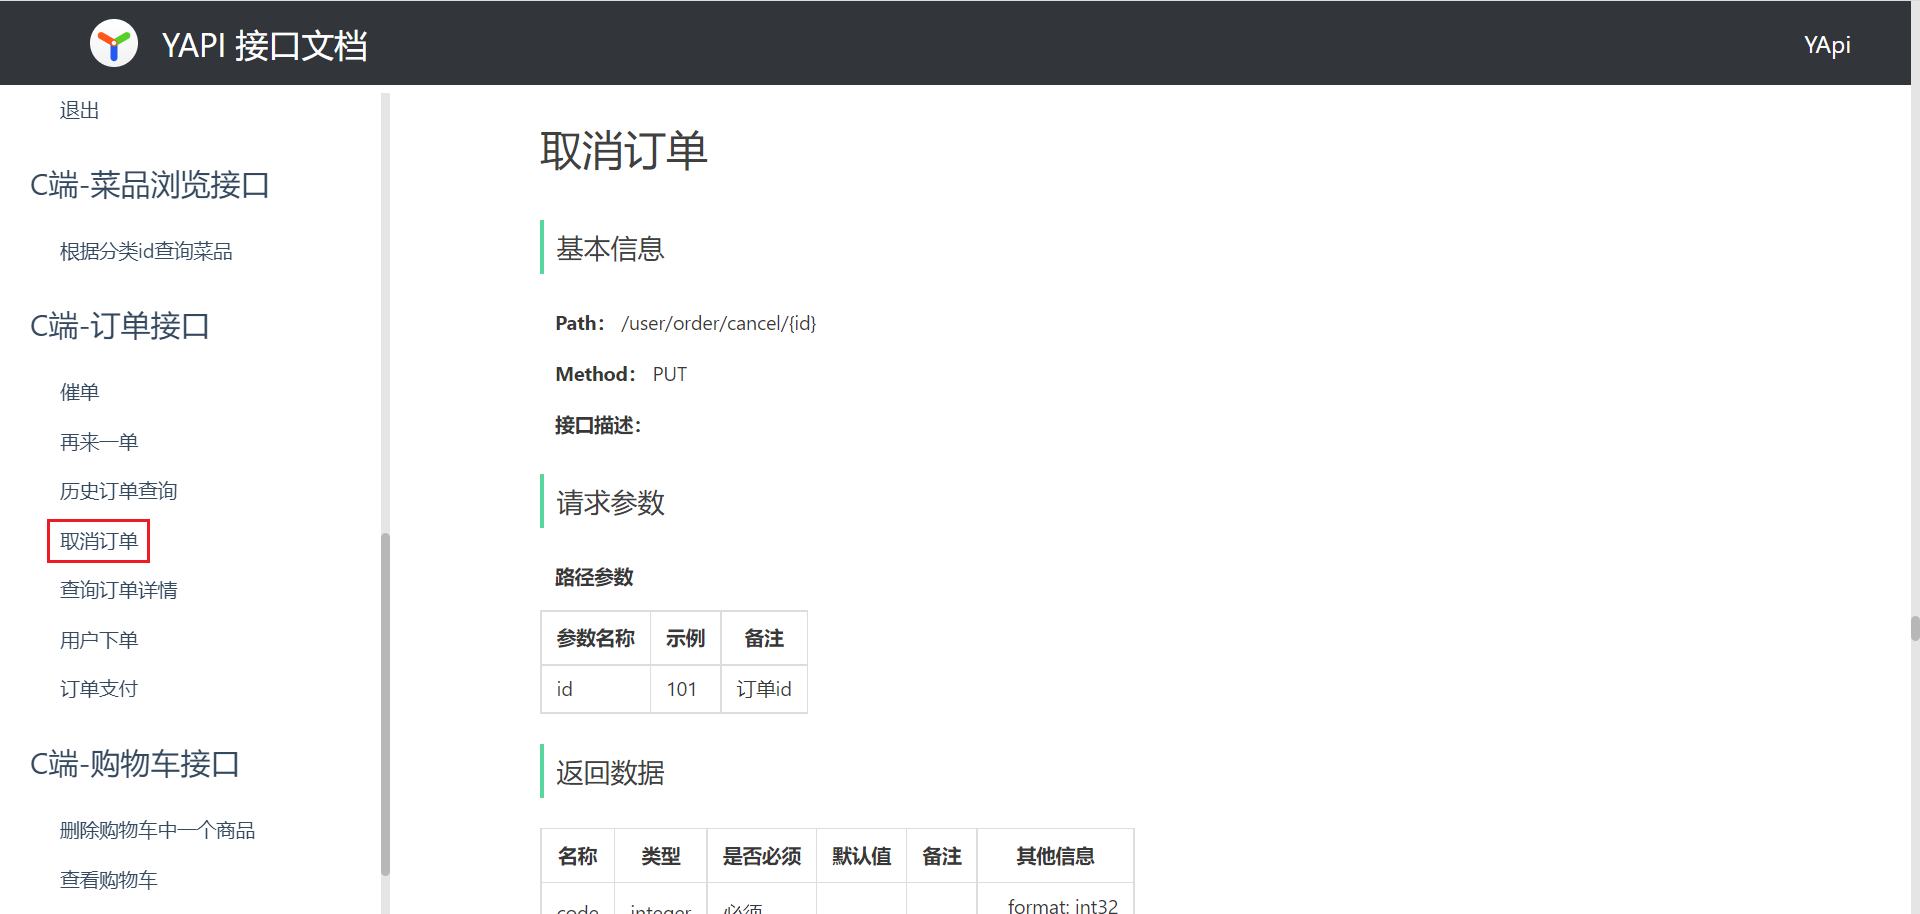 YAPI 接口文档
YApi
退出
C端-菜品浏览接口
根据分类id查询菜品
C端-订单接口
催单
再来一单
历史订单查询
取消订单
查询订单详情
用户下单
订单支付
C端-购物车接口
删除购物车中一个商品
查看购物车
取消订单
基本信息
Path： /user/order/cancel/{id}
Method： PUT
接口描述：
请求参数
路径参数
参数名称 示例 备注
id 101 订单id
返回数据
名称 类型 是否必须 默认值 备注 其他信息
code integer 必须 format: int32